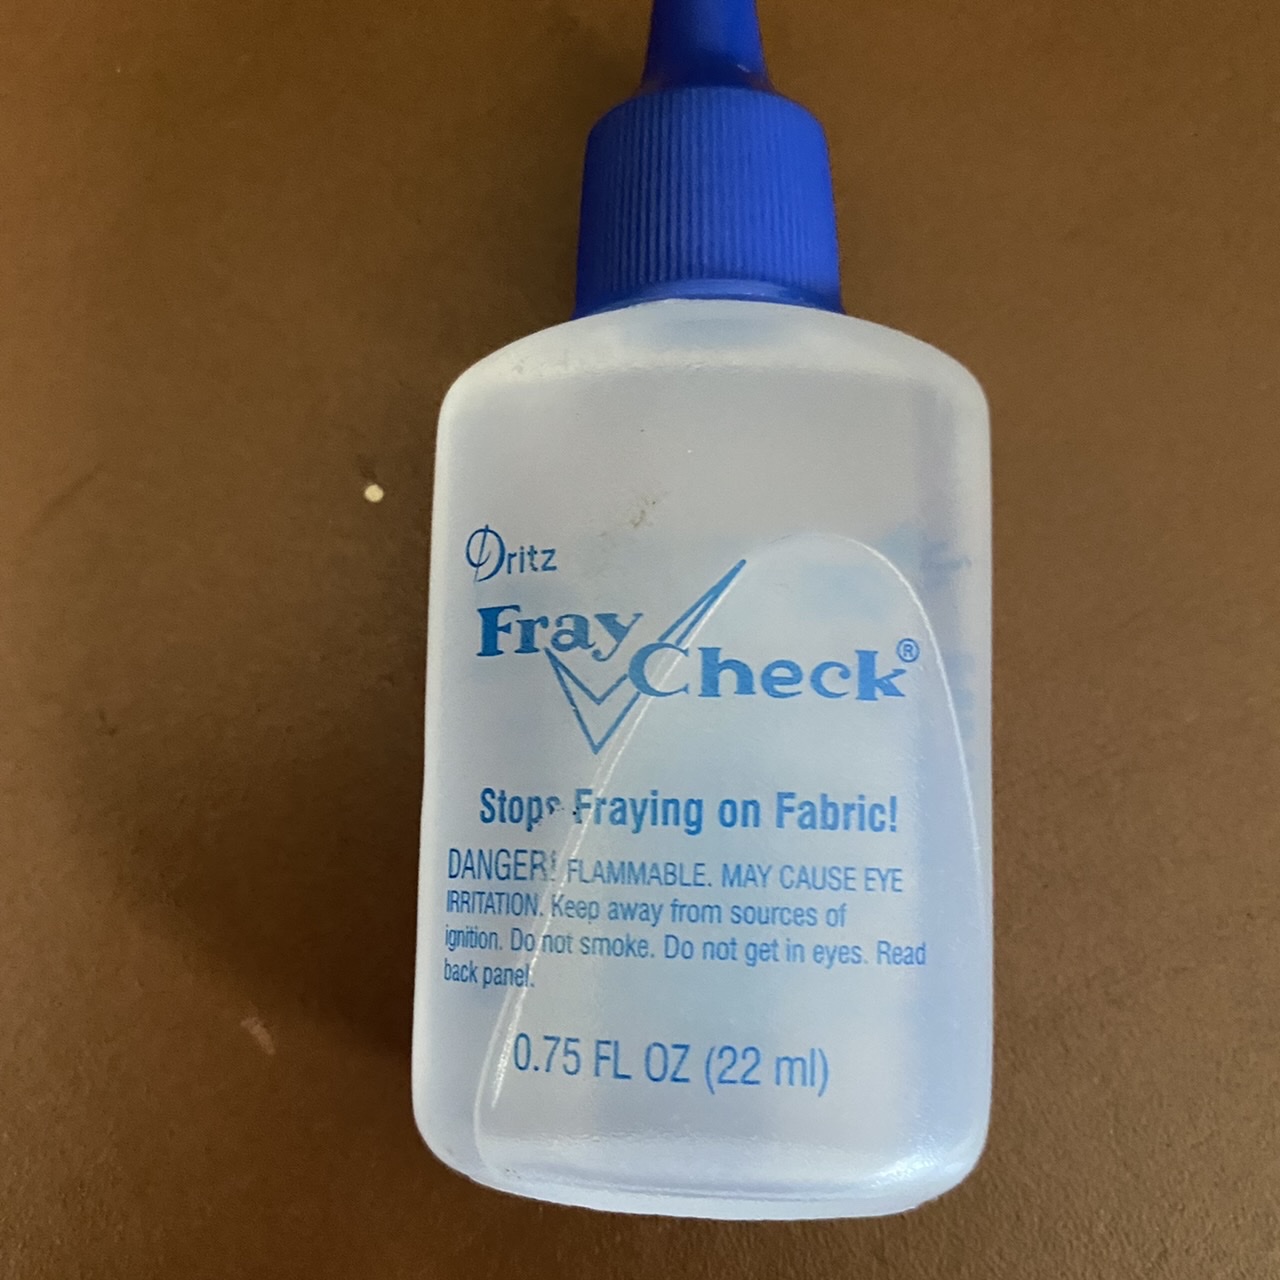 Dritz
Fray Check®
Stops Fraying on Fabric!
DANGER! FLAMMABLE. MAY CAUSE EYE
IRRITATION. Keep away from sources of
ignition. Do not smoke. Do not get in eyes. Read
back panel.
0.75 FL OZ (22 ml)